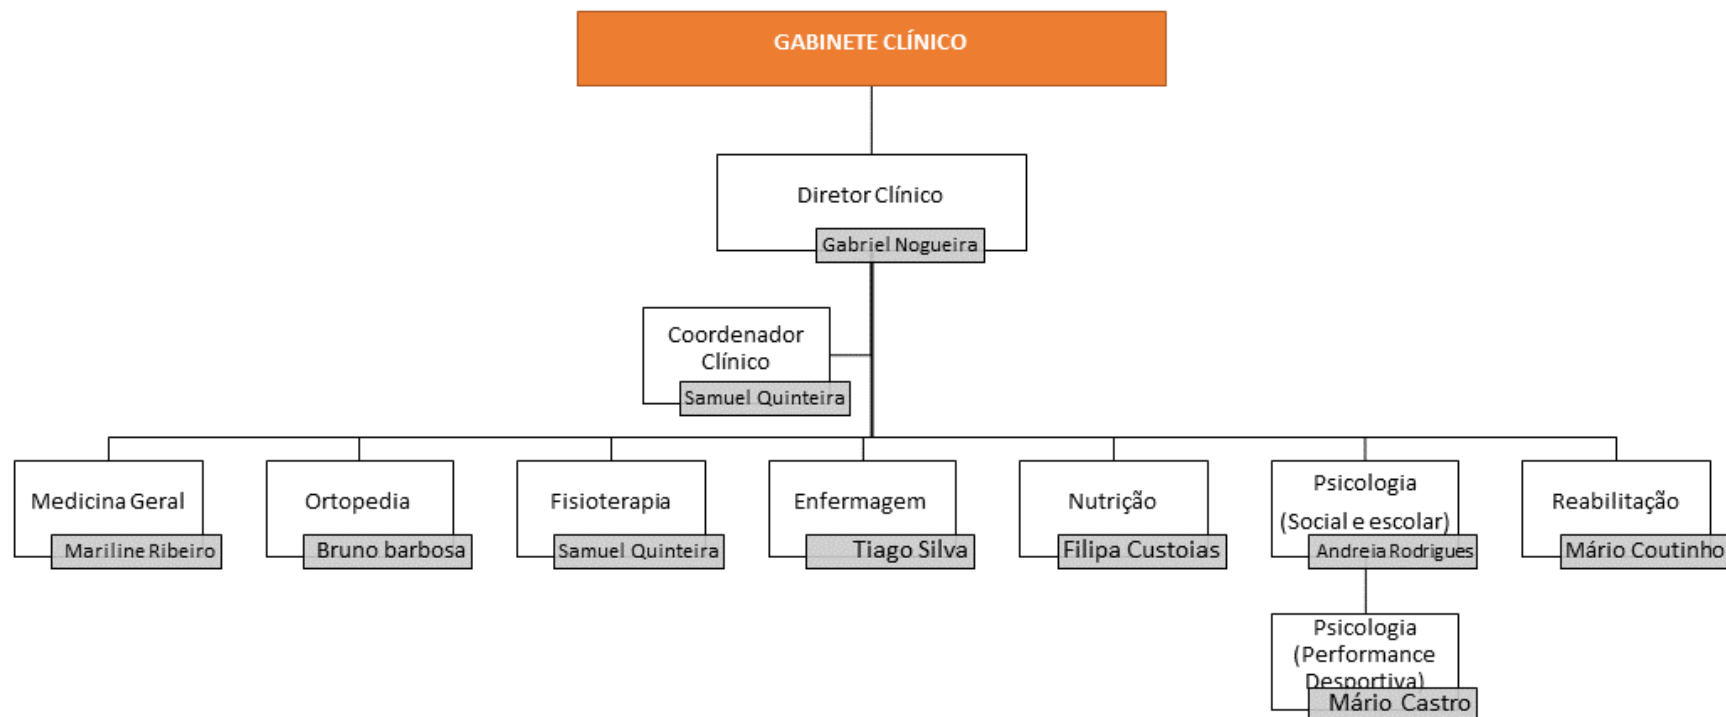 GABINETE CLÍNICO
Diretor Clínico
Gabriel Nogueira
Coordenador
Clínico
Samuel Quinteira
Medicina Geral
Mariline Ribeiro
Ortopedia
Bruno barbosa
Fisioterapia
Samuel Quinteira
Enfermagem
Tiago Silva
Nutrição
Filipa Custoias
Psicologia
(Social e escolar)
Andreia Rodrigues
Reabilitação
Mário Coutinho
Psicologia
(Performance
Desportiva)
Mário Castro